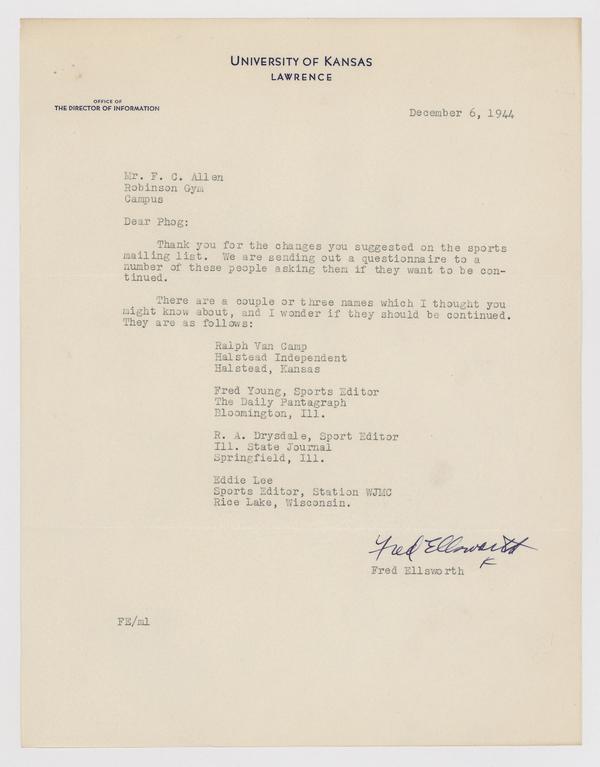 UNIVERSITY OF KANSAS
LAWRENCE
OFFICE OF
THE DIRECTOR OF INFORMATION
December 6, 1944
Mr. F. C. Allen
Robinson Gym
Campus
Dear Phog:
Thank you for the changes you suggested on the sports
mailing list. We are sending out a questionnaire to a
number of these people asking them if they want to be con-
tinued.
There are a couple or three names which I thought you
might know about, and I wonder if they should be continued.
They are as follows:
Ralph Van Camp
Halstead Independent
Halstead, Kansas
Fred Young, Sports Editor
The Daily Pantagraph
Bloomington, Ill.
R. A. Drysdale, Sport Editor
Ill. State Journal
Springfield, Ill.
Eddie Lee
Sports Editor, Station WJMC
Rice Lake, Wisconsin.
Fred Ellsworth
Fred Ellsworth
FE/ml